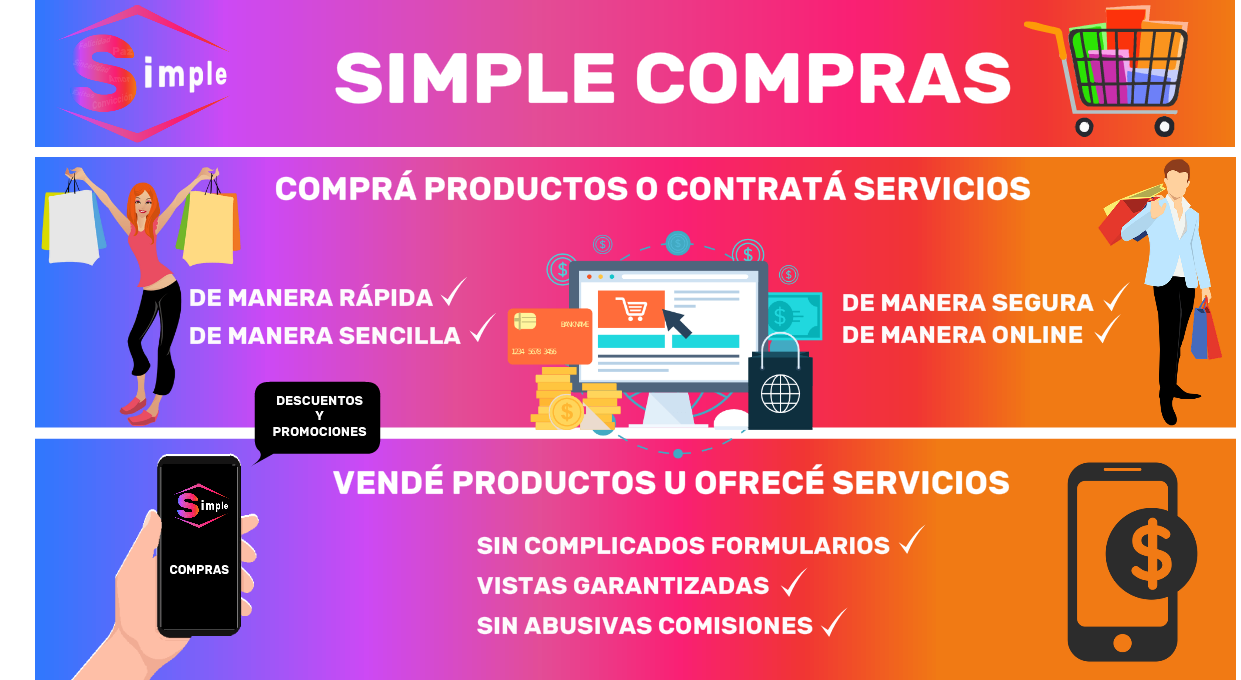 Simple
SIMPLE COMPRAS
COMPRÁ PRODUCTOS O CONTRATÁ SERVICIOS
DE MANERA RÁPIDA
DE MANERA SENCILLA
BANK NAME
1234 5678 3456
DE MANERA SEGURA
DE MANERA ONLINE
DESCUENTOS
Y
PROMOCIONES
VENDÉ PRODUCTOS U OFRECÉ SERVICIOS
Simple
COMPRAS
SIN COMPLICADOS FORMULARIOS
VISTAS GARANTIZADAS
SIN ABUSIVAS COMISIONES